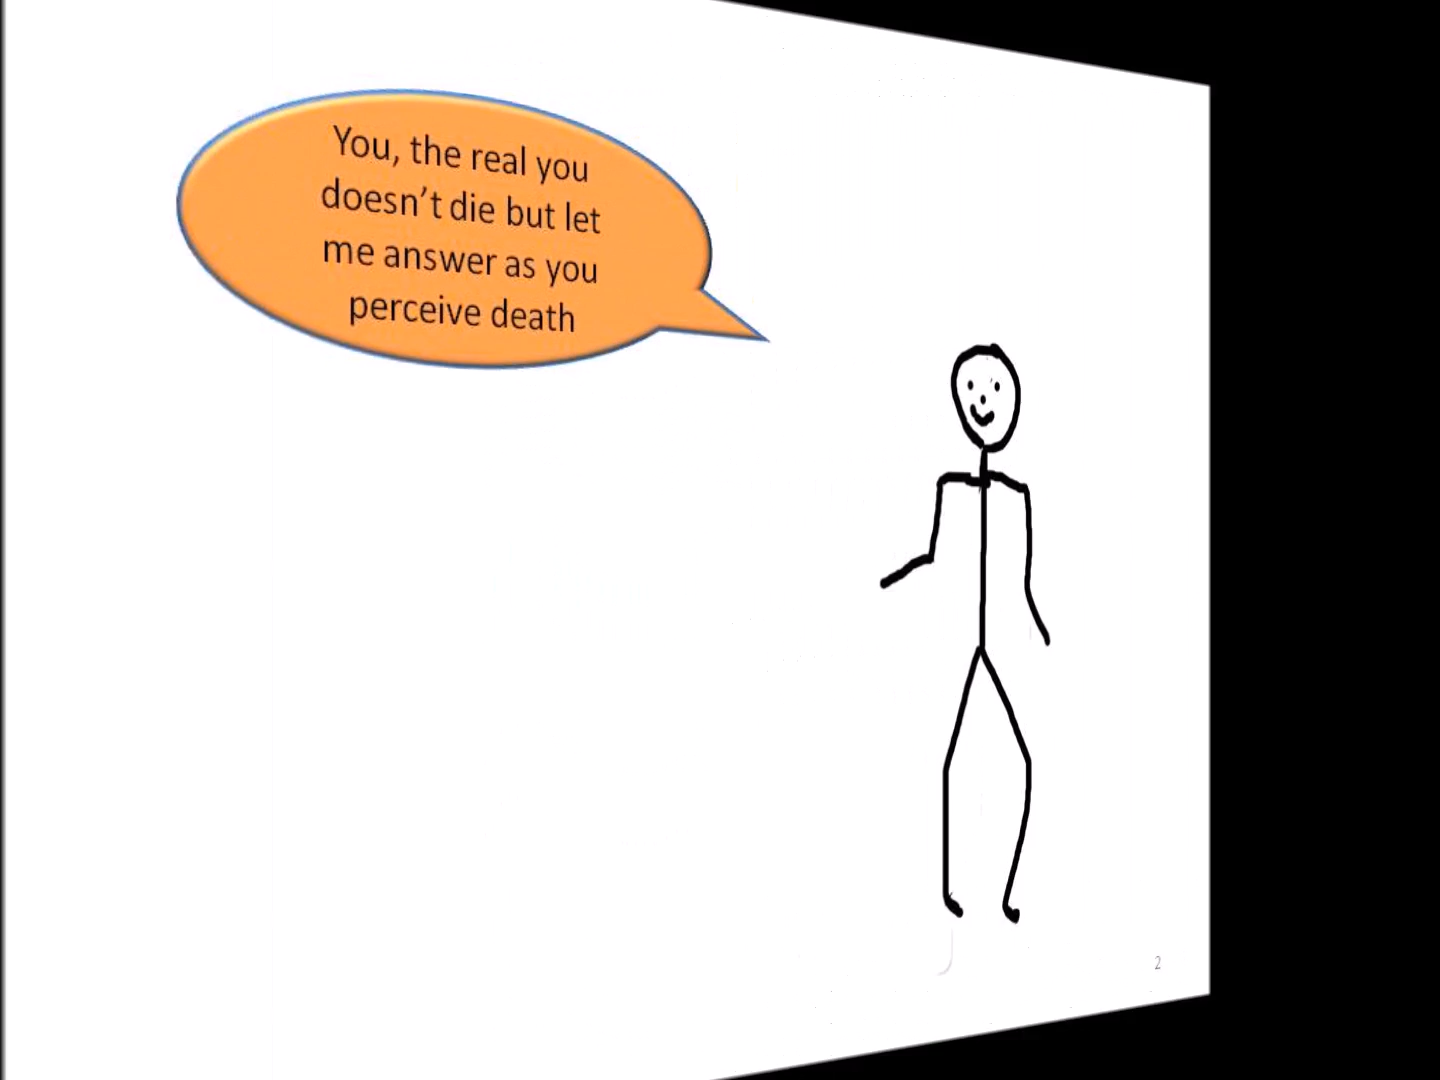 You, the real you
doesn't die but let
me answer as you
perceive death
2